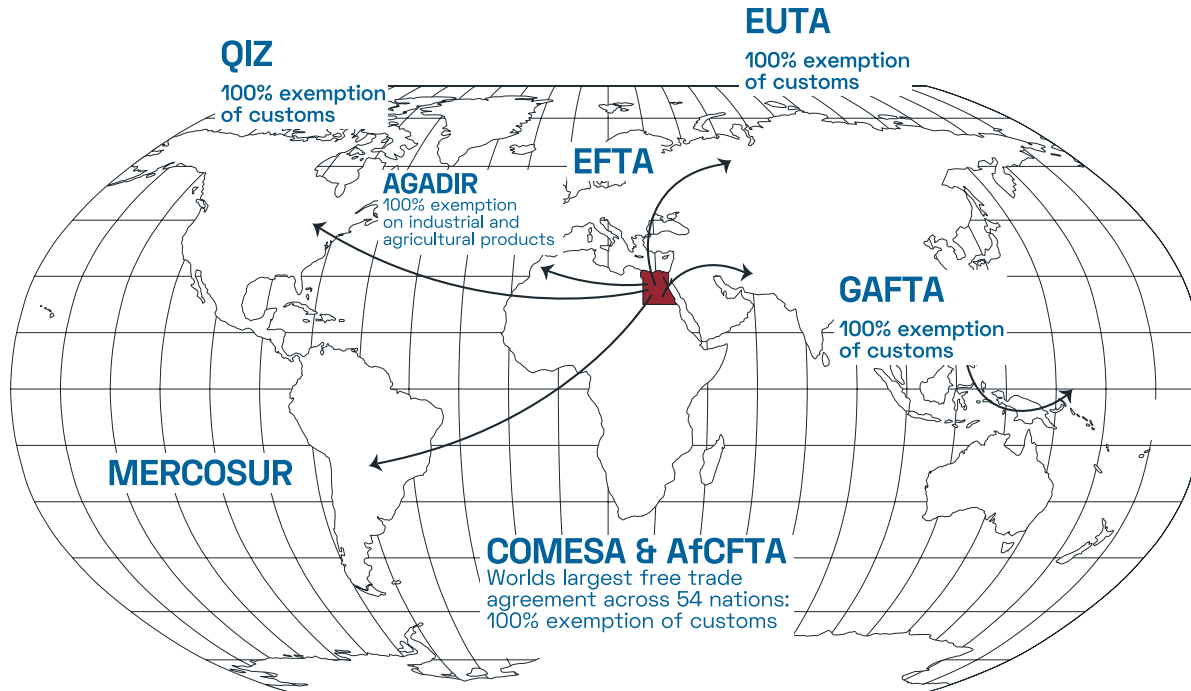 QIZ
100% exemption
of customs
EUTA
100% exemption
of customs
EFTA
AGADIR
100% exemption
on industrial and
agricultural products
GAFTA
100% exemption
of customs
MERCOSUR
COMESA & AfCFTA
Worlds largest free trade
agreement across 54 nations:
100% exemption of customs